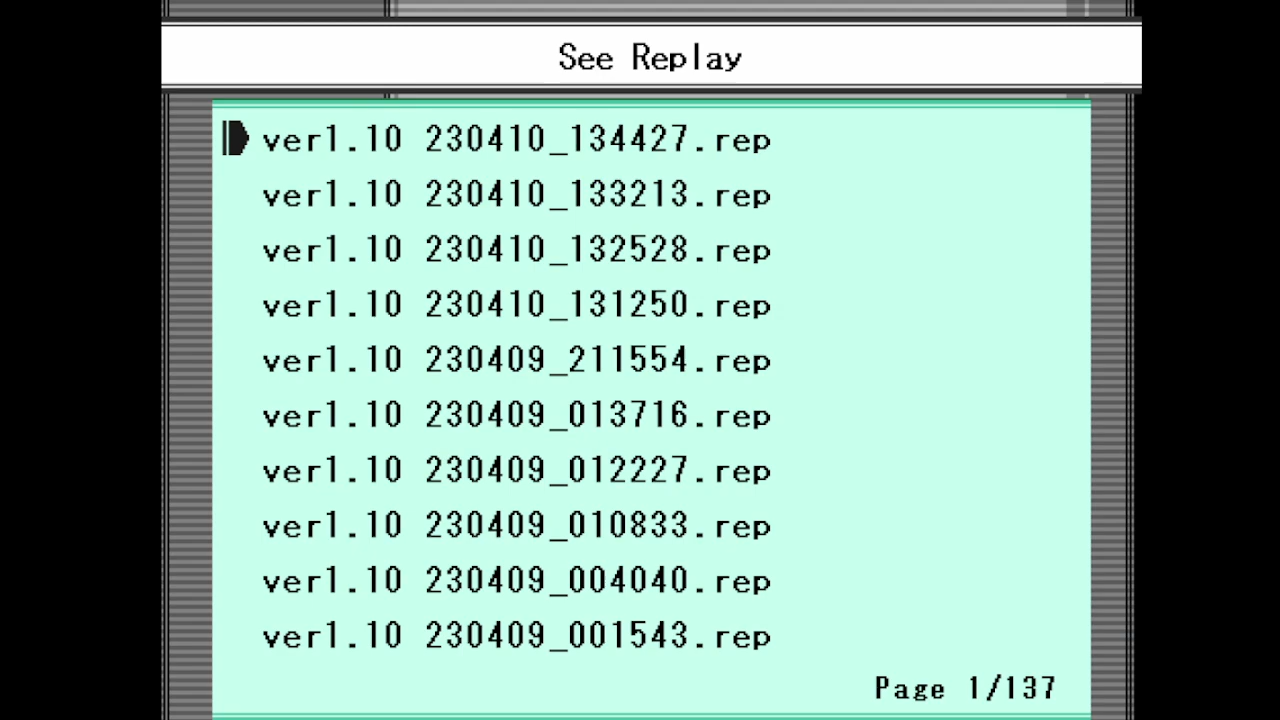 See Replay
ver1.10 230410_134427.rep
ver1.10 230410_133213.rep
ver1.10 230410_132528.rep
ver1.10 230410_131250.rep
ver1.10 230409_211554.rep
ver1.10 230409_013716.rep
ver1.10 230409_012227.rep
ver1.10 230409_010833.rep
ver1.10 230409_004040.rep
ver1.10 230409_001543.rep
Page 1/137